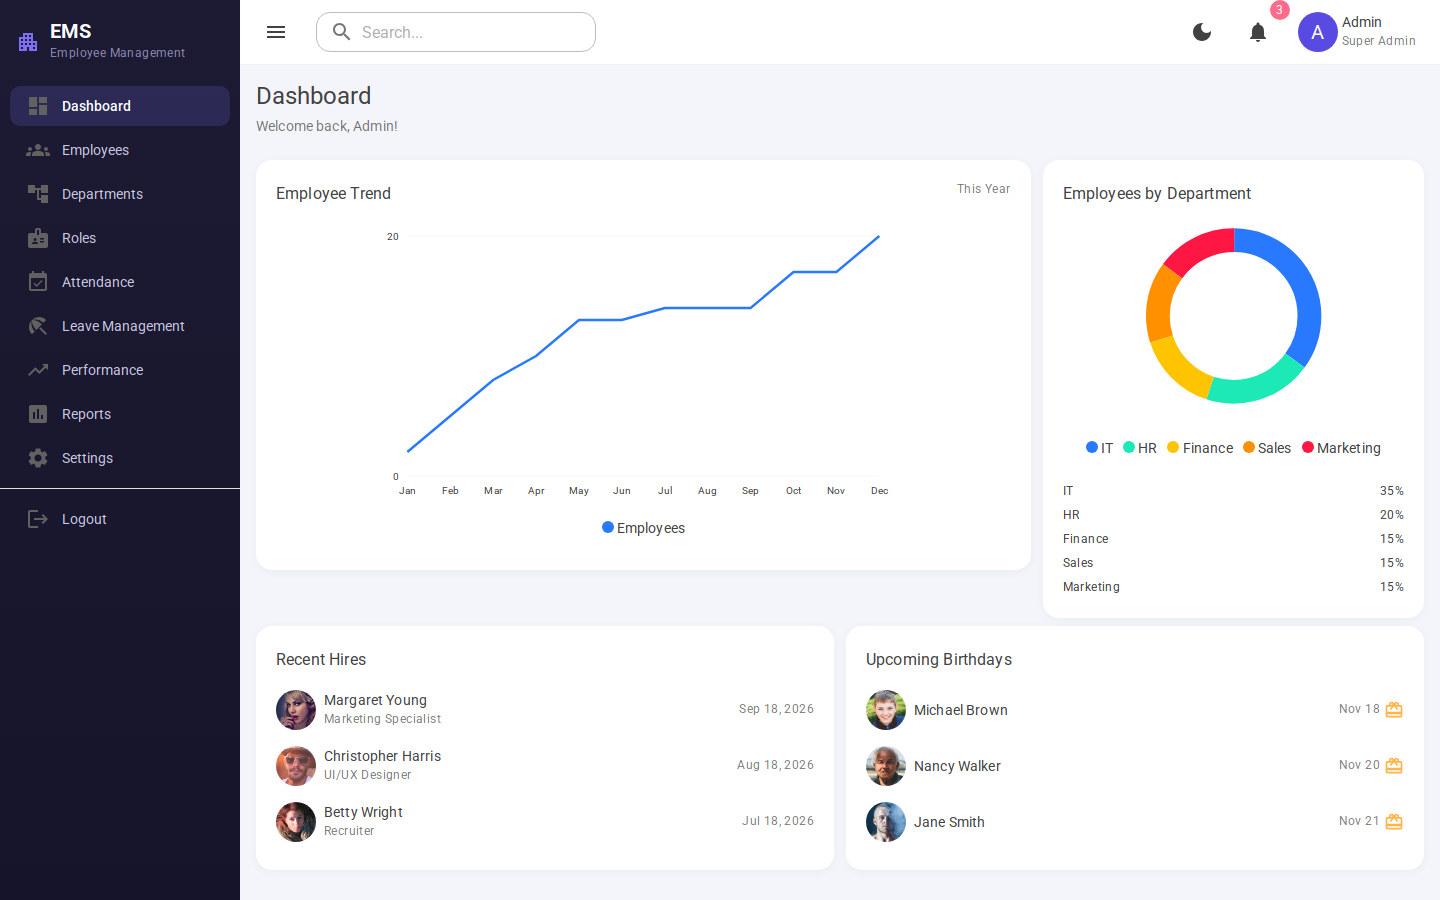 EMS
Employee Management
Dashboard
Employees
Departments
Roles
Attendance
Leave Management
Performance
Reports
Settings
Logout
Search...
3
A
Admin
Super Admin
Dashboard
Welcome back, Admin!
Employee Trend
This Year
20
0
Jan Feb Mar Apr May Jun Jul Aug Sep Oct Nov Dec
Employees
Employees by Department
IT HR Finance Sales Marketing
IT 35%
HR 20%
Finance 15%
Sales 15%
Marketing 15%
Recent Hires
Margaret Young
Marketing Specialist
Sep 18, 2026
Christopher Harris
UI/UX Designer
Aug 18, 2026
Betty Wright
Recruiter
Jul 18, 2026
Upcoming Birthdays
Michael Brown Nov 18
Nancy Walker Nov 20
Jane Smith Nov 21